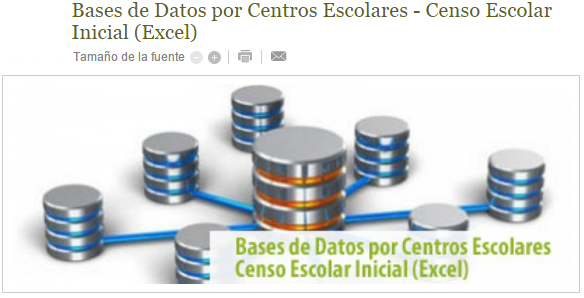 Bases de Datos por Centros Escolares - Censo Escolar
Inicial (Excel)
Tamaño de la fuente
Bases de Datos por Centros Escolares
Censo Escolar Inicial (Excel)